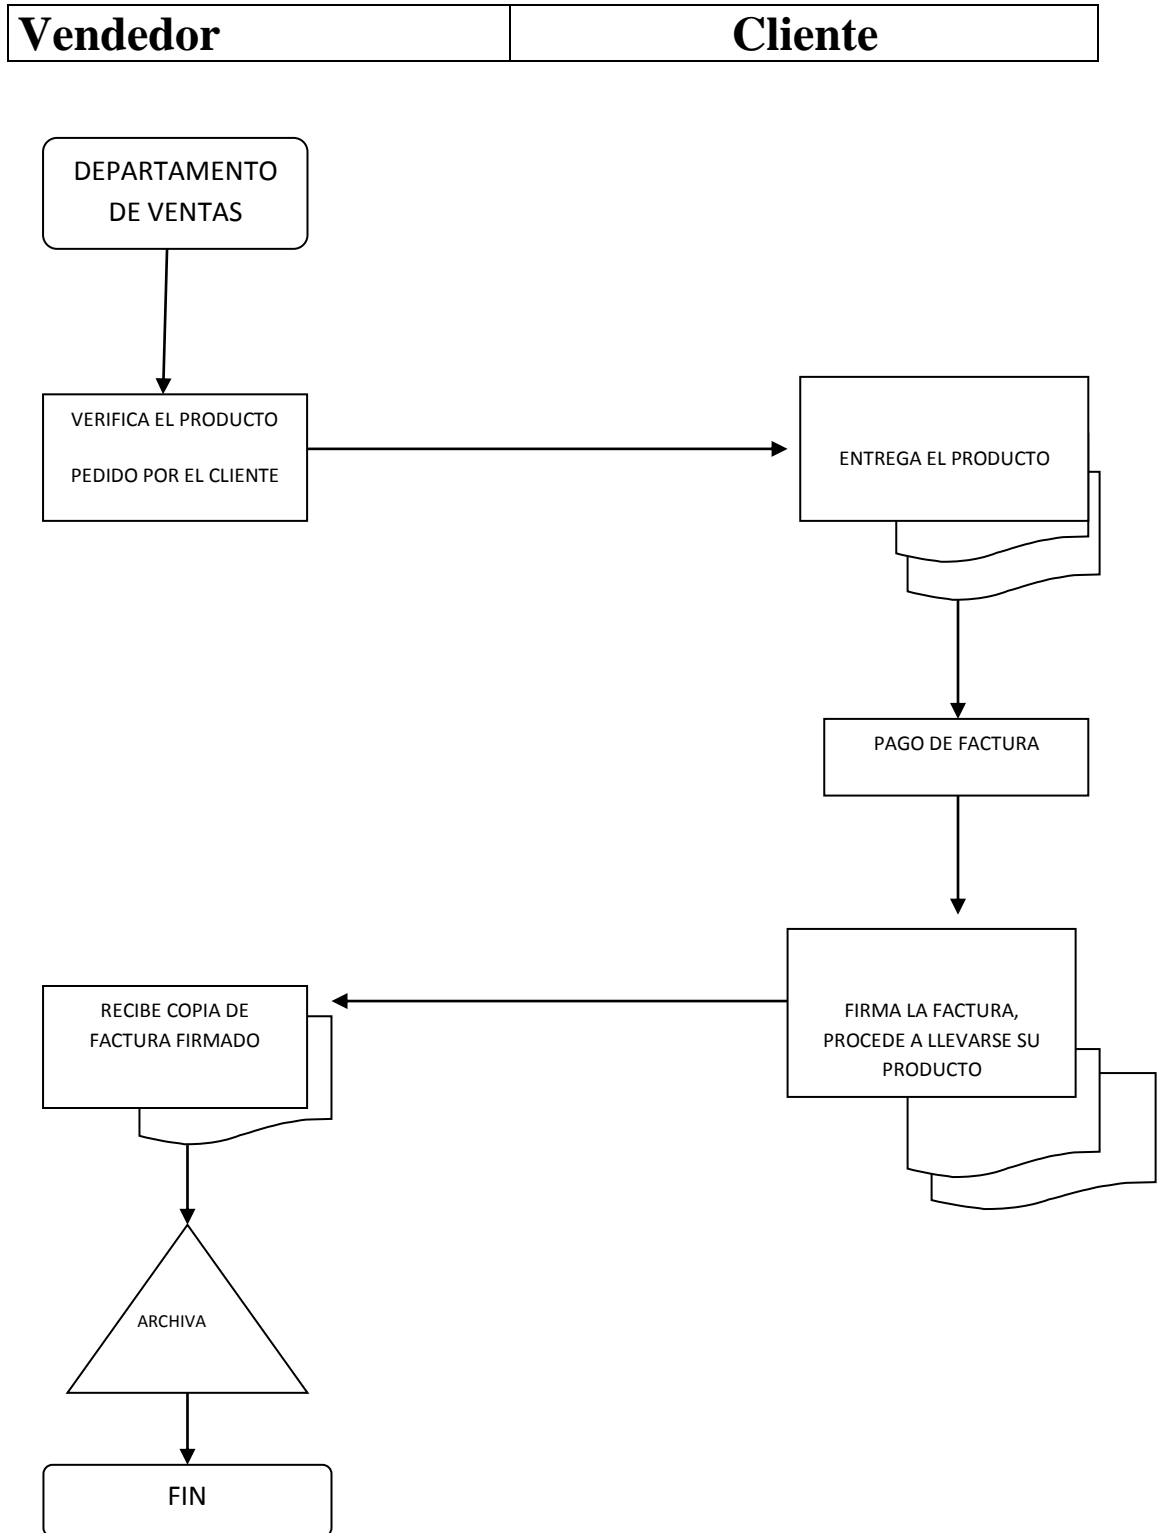 Vendedor
Cliente
DEPARTAMENTO
DE VENTAS
VERIFICA EL PRODUCTO
PEDIDO POR EL CLIENTE
ENTREGA EL PRODUCTO
PAGO DE FACTURA
FIRMA LA FACTURA,
PROCEDE A LLEVARSE SU
PRODUCTO
RECIBE COPIA DE
FACTURA FIRMADO
ARCHIVA
FIN